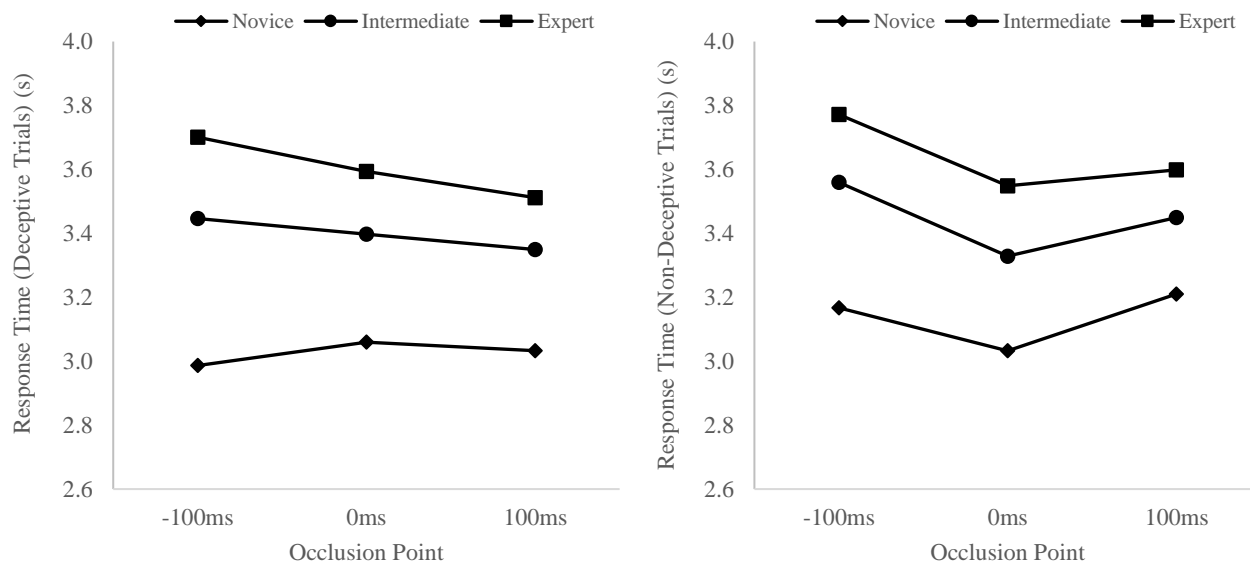 Novice Intermediate Expert
4.0
3.8
3.6
3.4
3.2
3.0
2.8
2.6
Response Time (Deceptive Trials) (s)
-100ms 0ms 100ms
Occlusion Point
Novice Intermediate Expert
4.0
3.8
3.6
3.4
3.2
3.0
2.8
2.6
Response Time (Non-Deceptive Trials) (s)
-100ms 0ms 100ms
Occlusion Point